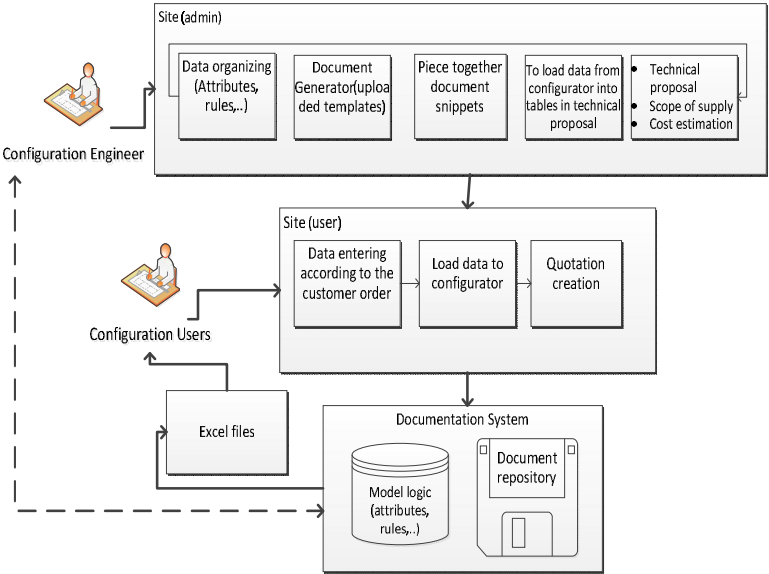 Site (admin)
Data organizing
(Attributes,
rules,..)
Document
Generator(uploa
ded templates)
Piece together
document
snippets
To load data from
configurator into
tables in technical
proposal
• Technical
proposal
• Scope of supply
• Cost estimation
Configuration Engineer
Site (user)
Data entering
according to the
customer order
Load data to
configurator
Quotation
creation
Configuration Users
Excel files
Documentation System
Model logic
(attributes,
rules,..)
Document
repository